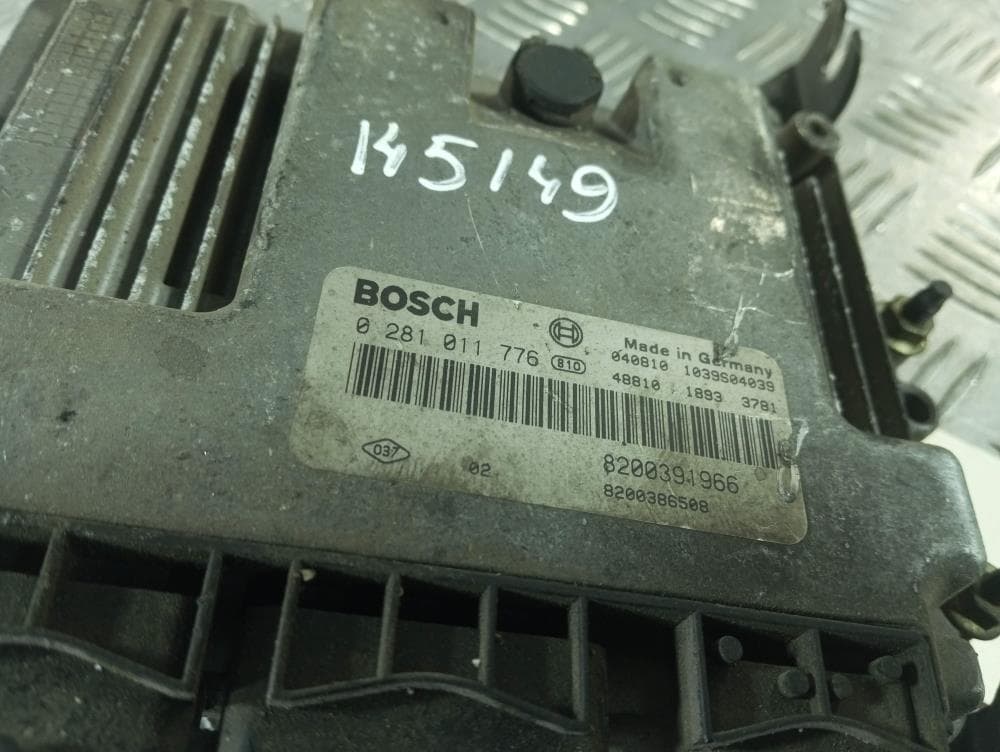 145149
BOSCH
0 281 011 776 810
Made in Germany
040810 1039S04039
48810 1893 3781
037 02 8200391966
8200386508